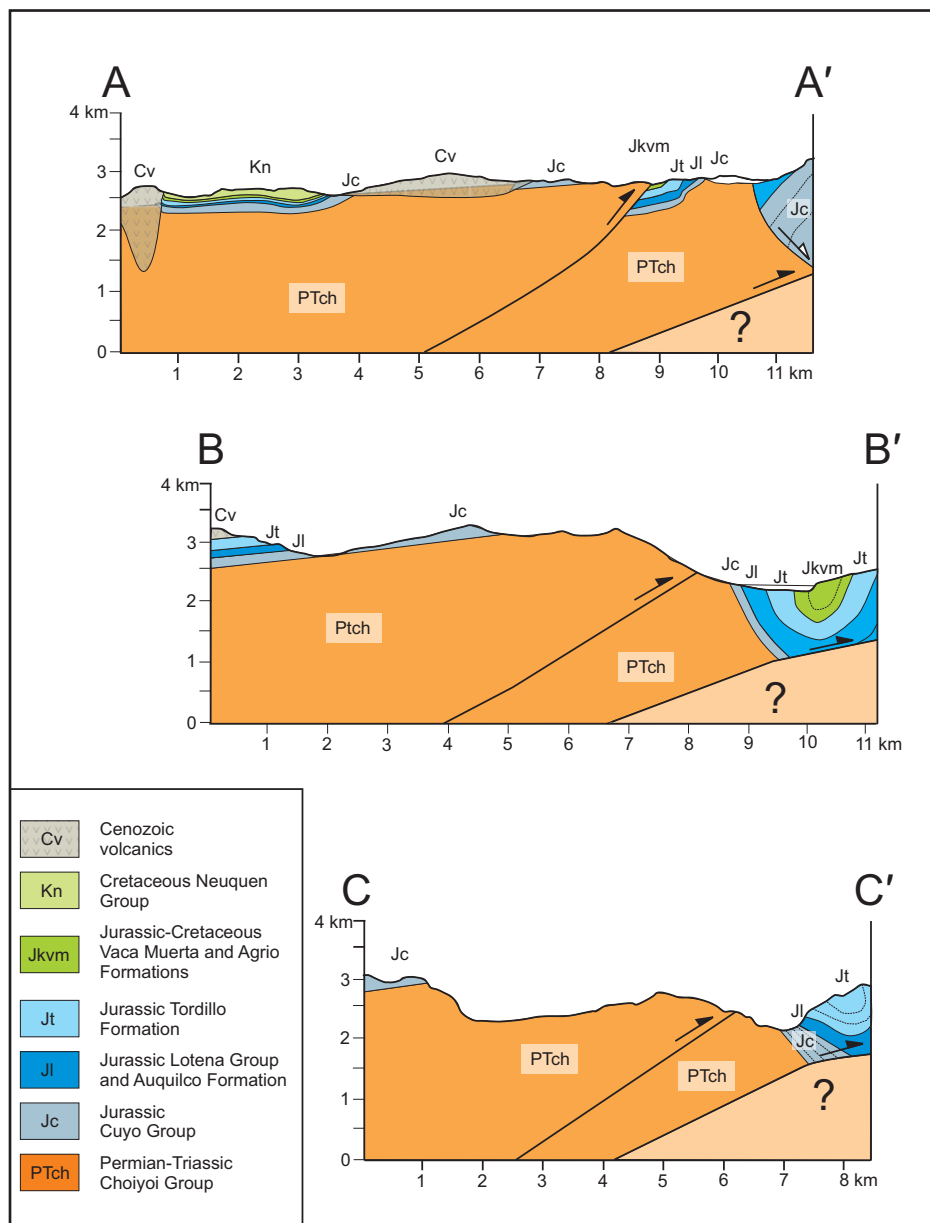 A
A′
4 km
3
2
1
0
Cv
Kn
Jc
Cv
Jc
Jkvm
Jt
Jl
Jc
Jc
PTch
PTch
?
1
2
3
4
5
6
7
8
9
10
11 km
B
B′
4 km
3
2
1
0
Cv
Jt
Jl
Jc
Jc
Jl
Jt
Jkvm
Jt
Ptch
PTch
?
1
2
3
4
5
6
7
8
9
10
11 km
C
C′
4 km
3
2
1
0
Jc
Jl
Jt
Jc
PTch
PTch
?
1
2
3
4
5
6
7
8 km
Cv
Cenozoic
volcanics
Kn
Cretaceous Neuquen
Group
Jkvm
Jurassic-Cretaceous
Vaca Muerta and Agrio
Formations
Jt
Jurassic Tordillo
Formation
Jl
Jurassic Lotena Group
and Auquilco Formation
Jc
Jurassic
Cuyo Group
PTch
Permian-Triassic
Choiyoi Group